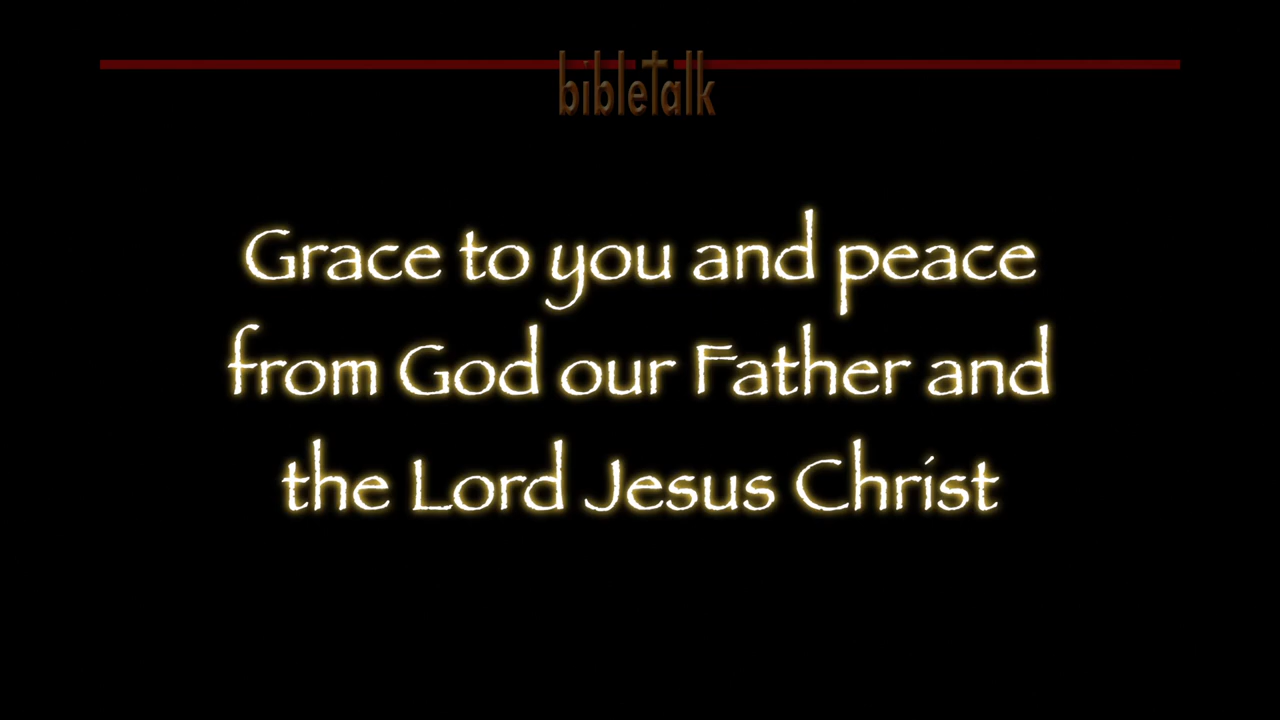 bibleTalk
Grace to you and peace
from God our Father and
the Lord Jesus Christ